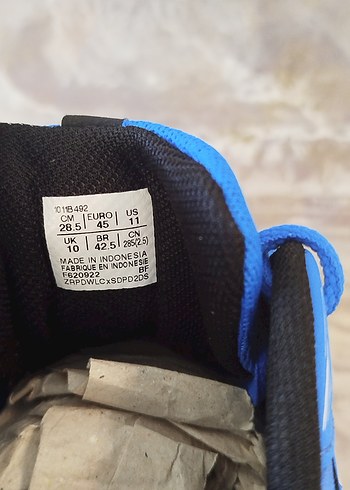 1011B492
CM EURO US
28.5 45 11
UK BR CN
10 42.5 285(2.5)
MADE IN INDONESIA
FABRIQUE EN INDONESIE
F620922 BF
ZRPDWLCxSDPD2DS